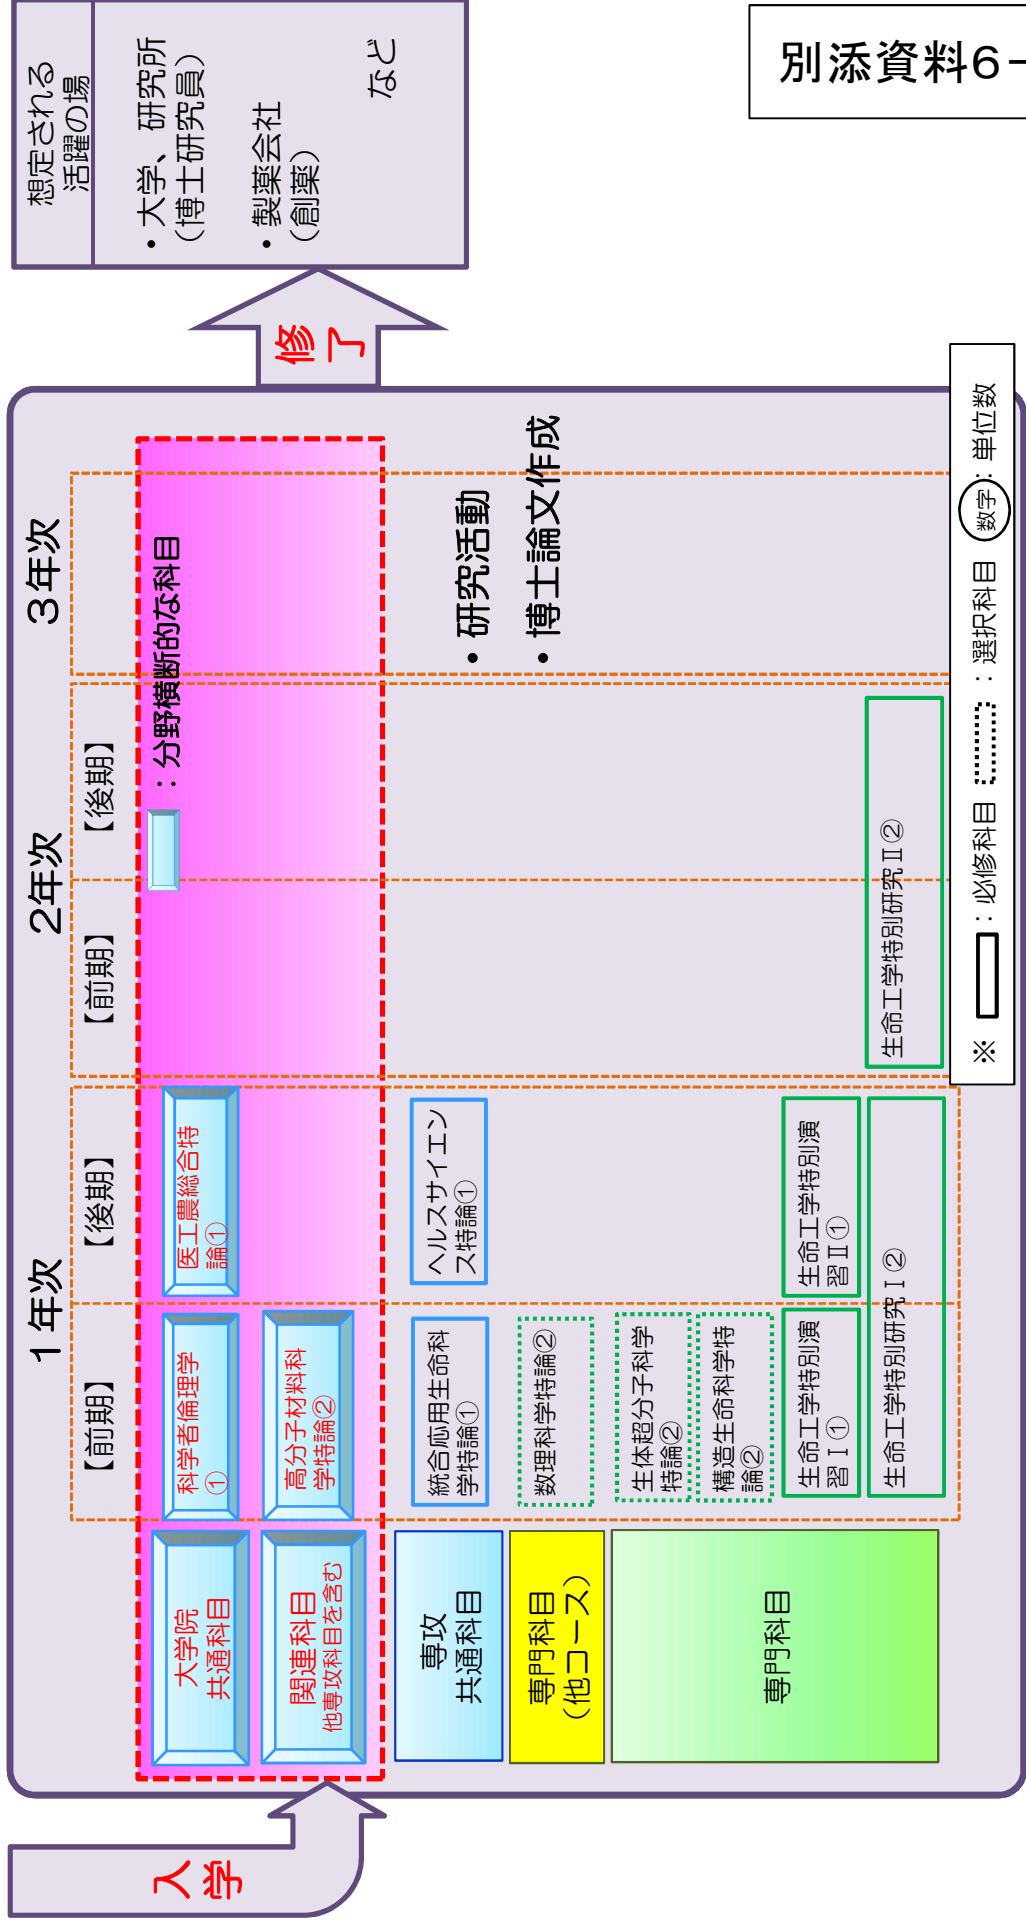 別添資料6-
入
学
1年次
2年次
3年次
【前期】
【後期】
【前期】
【後期】
：分野横断的な科目
大学院
共通科目
科学者倫理学
①
医工農総合特
論①
関連科目
他専攻科目を含む
高分子材料科
学特論②
専攻
共通科目
統合応用生命科
学特論①
ヘルスサイエン
ス特論①
・研究活動
・博士論文作成
専門科目
(他コース)
数理科学特論②
専門科目
生体超分子科学
特論②
構造生命科学特
論②
生命工学特別演
習Ⅰ①
生命工学特別演
習Ⅱ①
生命工学特別研究Ⅰ②
生命工学特別研究Ⅱ②
※ ：必修科目 ：選択科目 数字：単位数
修
了
想定される
活躍の場
・大学、研究所
(博士研究員)
・製薬会社
(創薬)
など